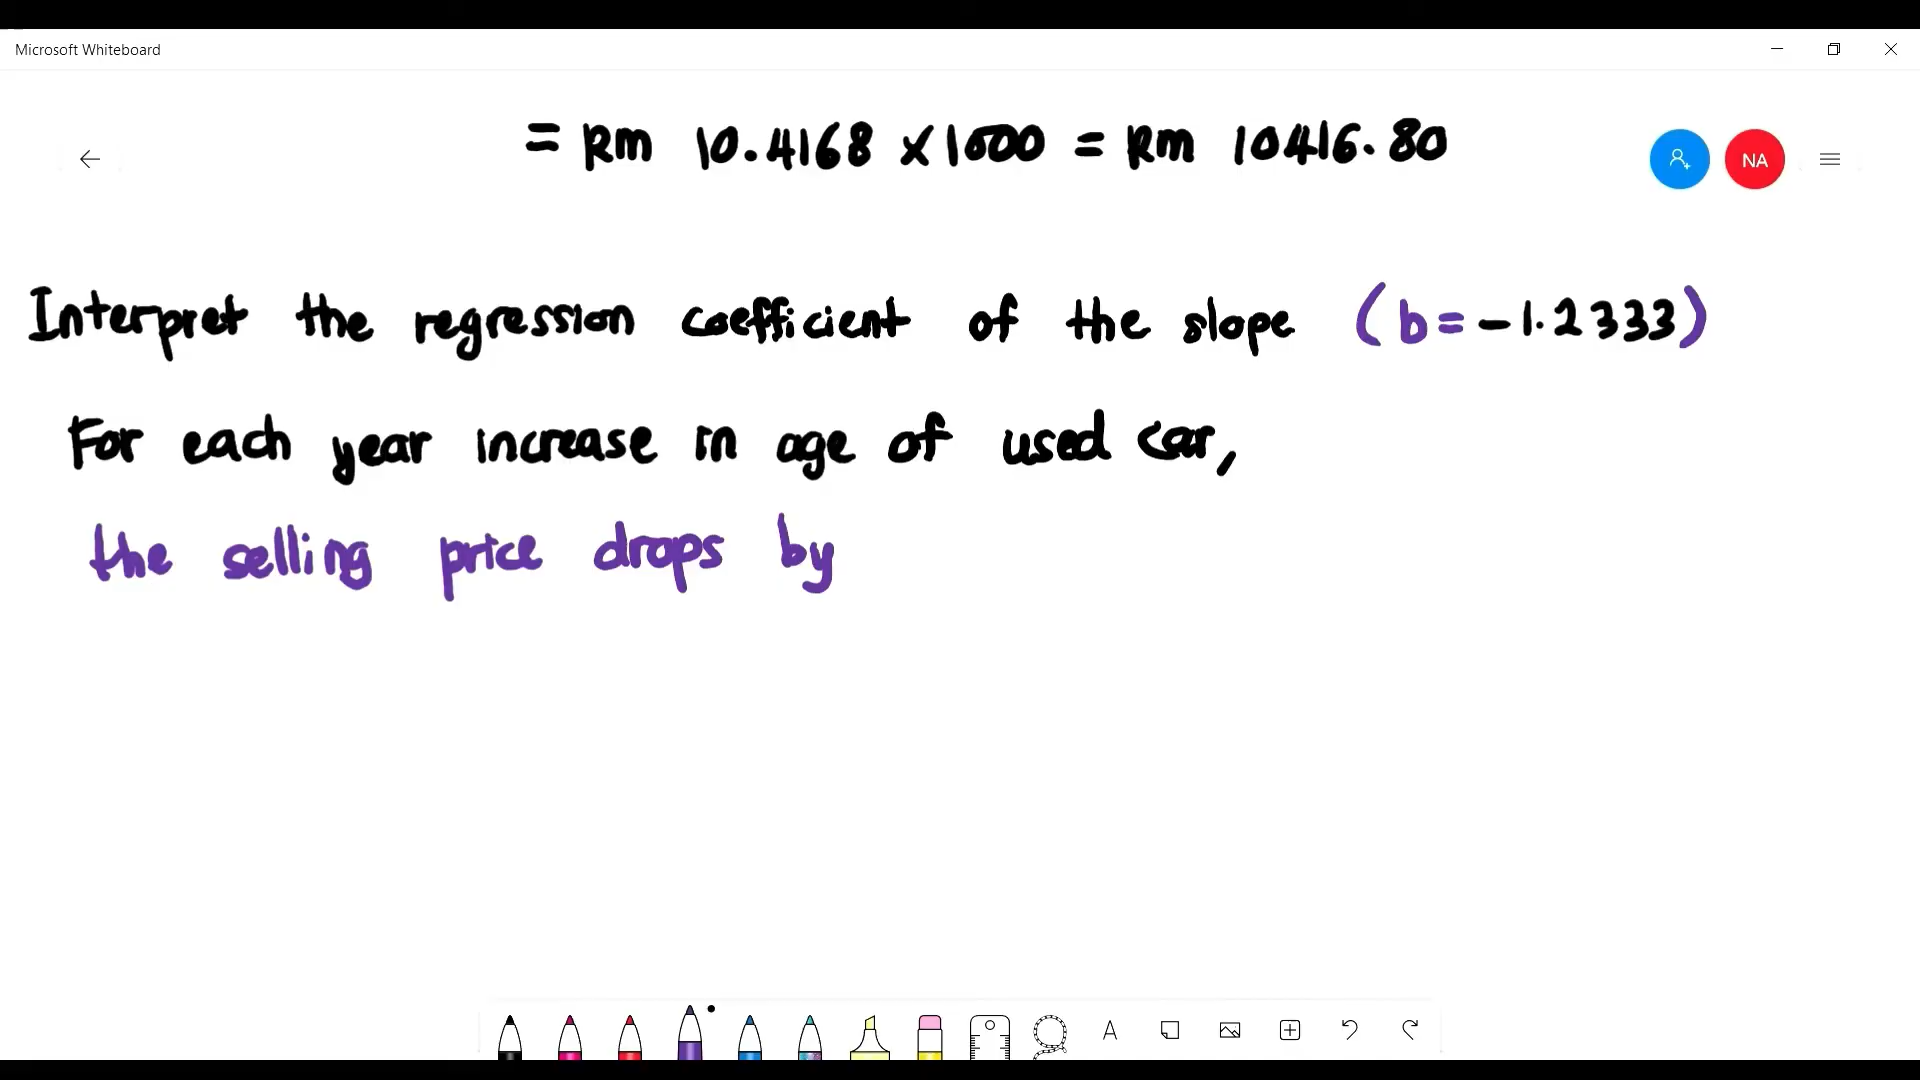 Microsoft Whiteboard
= Rm 10.4168 × 1000 = Rm 10416.80
NA
Interpret the regression coefficient of the slope (b = -1.2333)
For each year increase in age of used car,
the selling price drops by
A